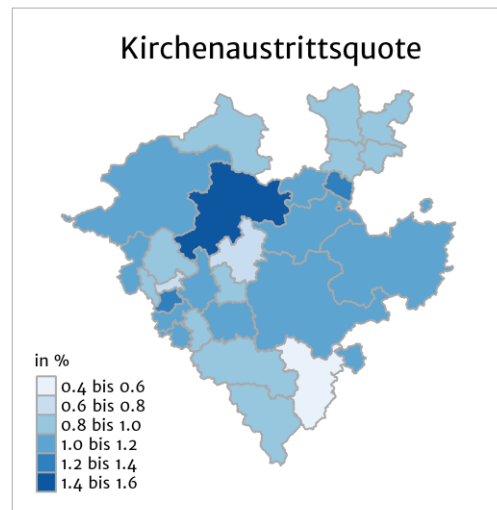 Kirchenaustrittsquote
in %
0.4 bis 0.6
0.6 bis 0.8
0.8 bis 1.0
1.0 bis 1.2
1.2 bis 1.4
1.4 bis 1.6